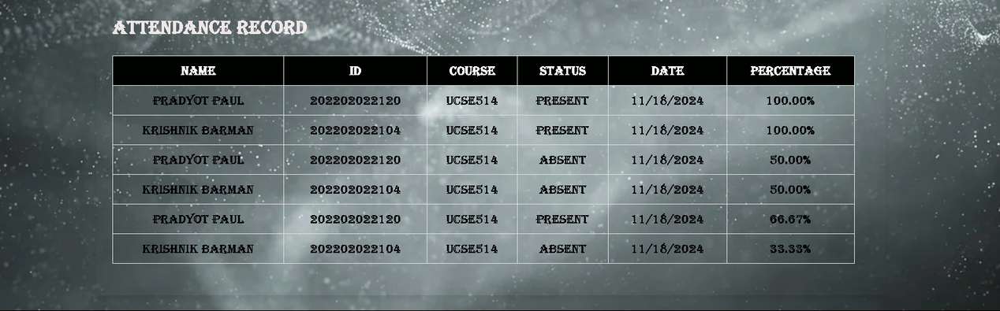 ATTENDANCE RECORD
NAME ID COURSE STATUS DATE PERCENTAGE
PRADYOT PAUL 202202022120 UCSE514 PRESENT 11/18/2024 100.00%
KRISHNIK BARMAN 202202022104 UCSE514 PRESENT 11/18/2024 100.00%
PRADYOT PAUL 202202022120 UCSE514 ABSENT 11/18/2024 50.00%
KRISHNIK BARMAN 202202022104 UCSE514 ABSENT 11/18/2024 50.00%
PRADYOT PAUL 202202022120 UCSE514 PRESENT 11/18/2024 66.67%
KRISHNIK BARMAN 202202022104 UCSE514 ABSENT 11/18/2024 33.33%